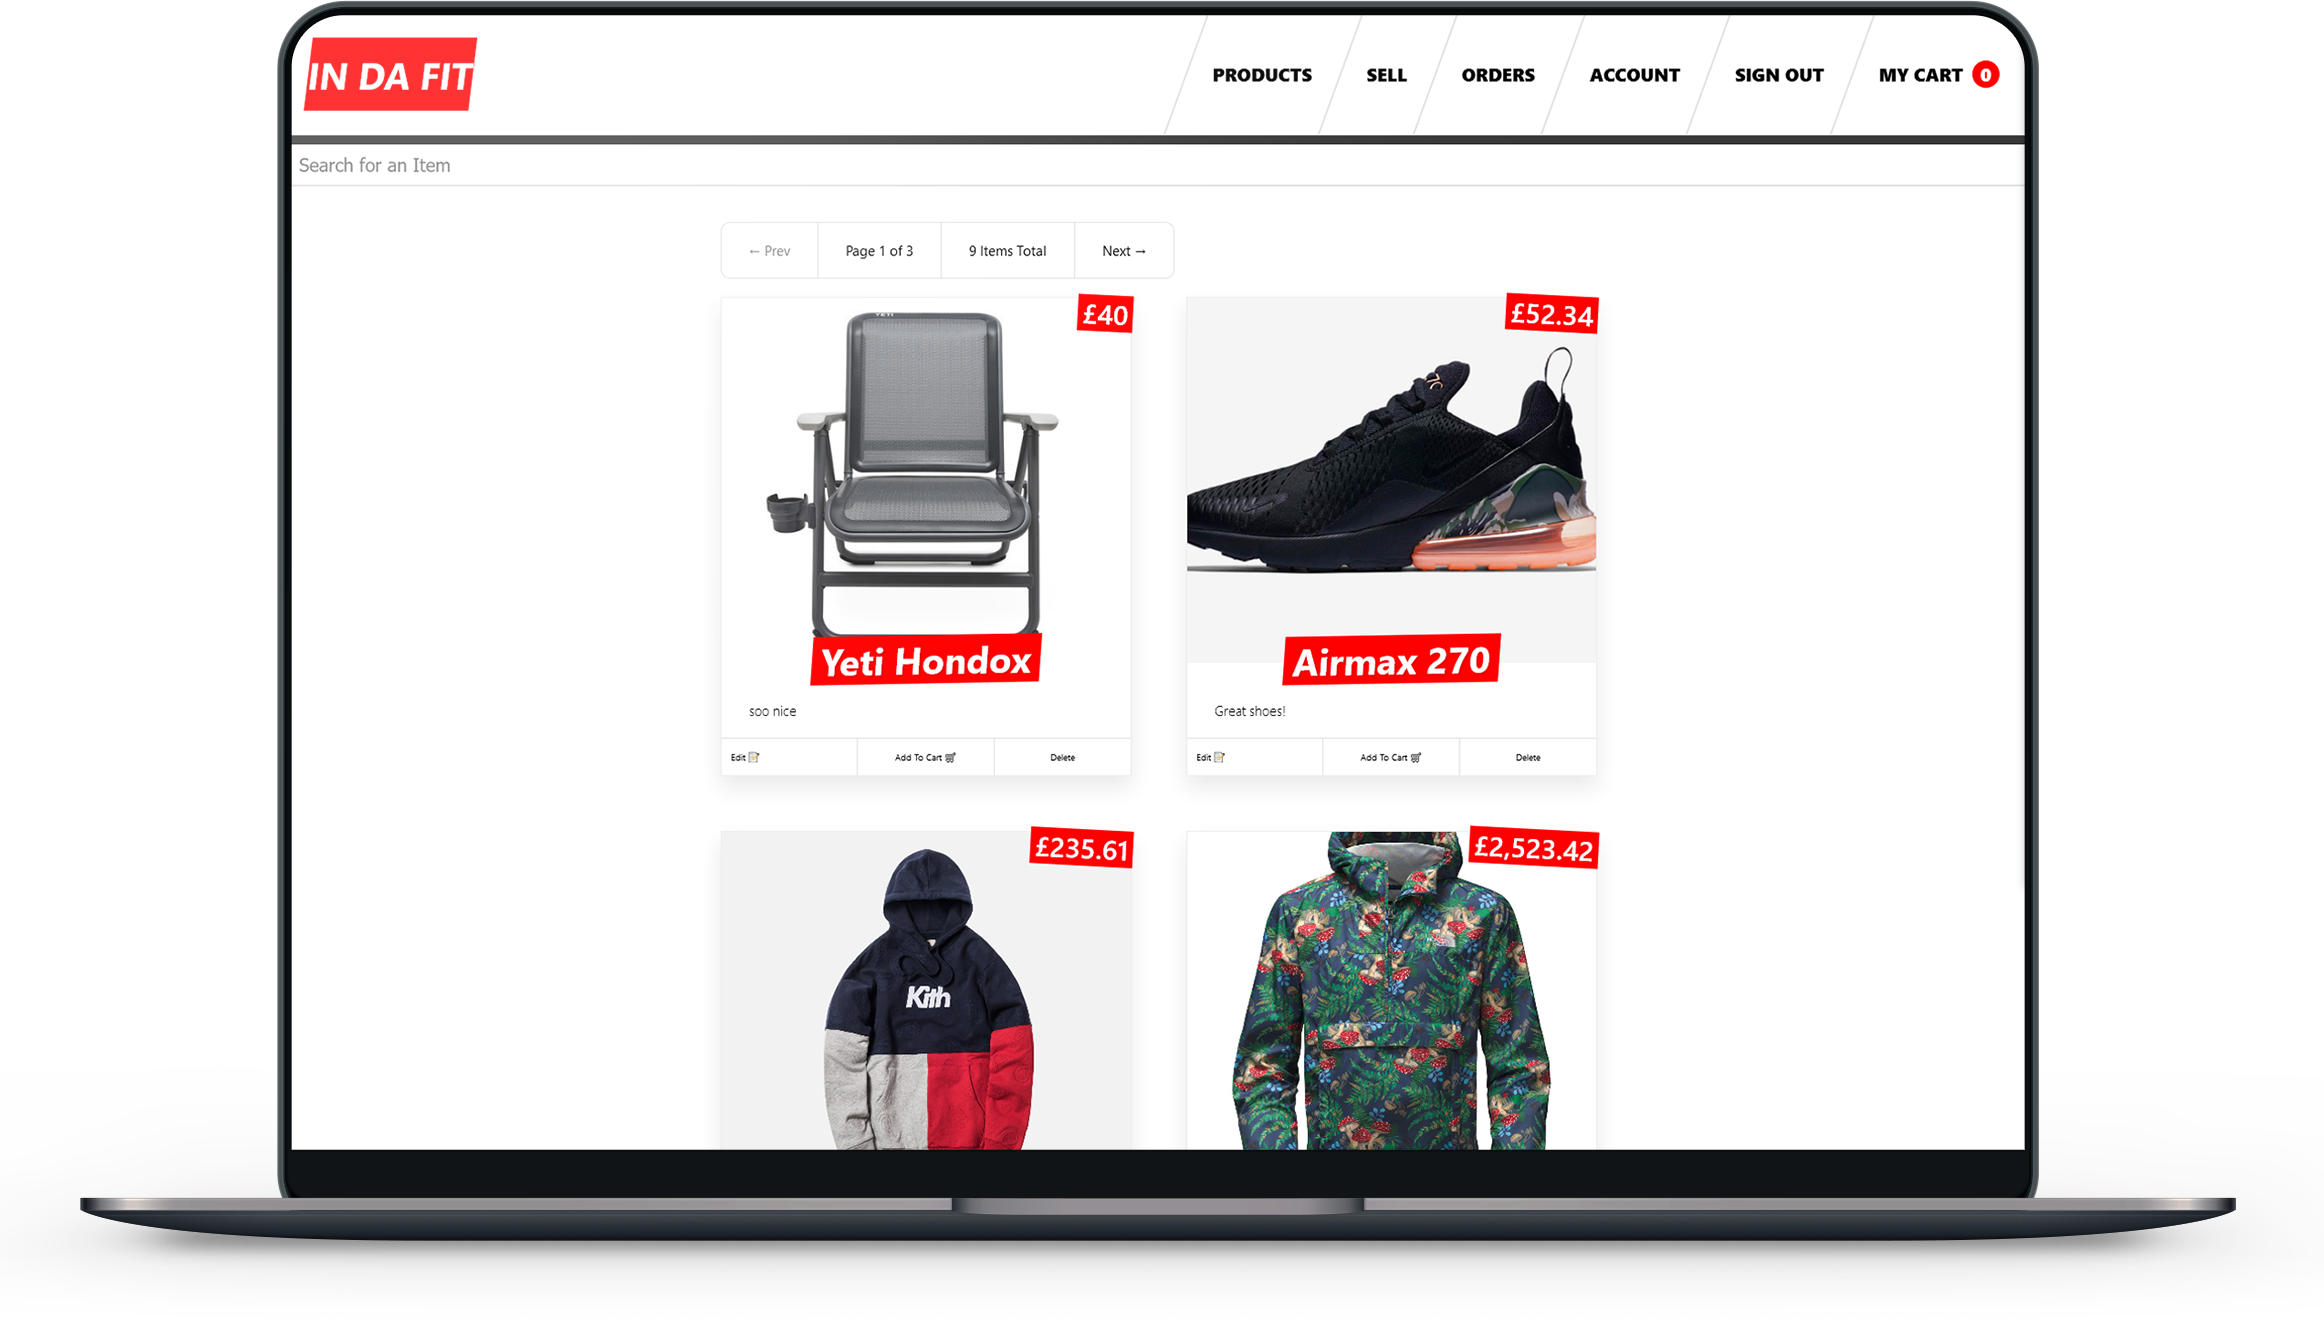 IN DA FIT
PRODUCTS SELL ORDERS ACCOUNT SIGN OUT MY CART 0
Search for an Item
← Prev Page 1 of 3 9 Items Total Next →
£40
YETI
Yeti Hondox
soo nice
Edit 📝 Add To Cart 🛒 Delete
£52.34
Airmax 270
Great shoes!
Edit 📝 Add To Cart 🛒 Delete
£235.61
Kith
£2,523.42